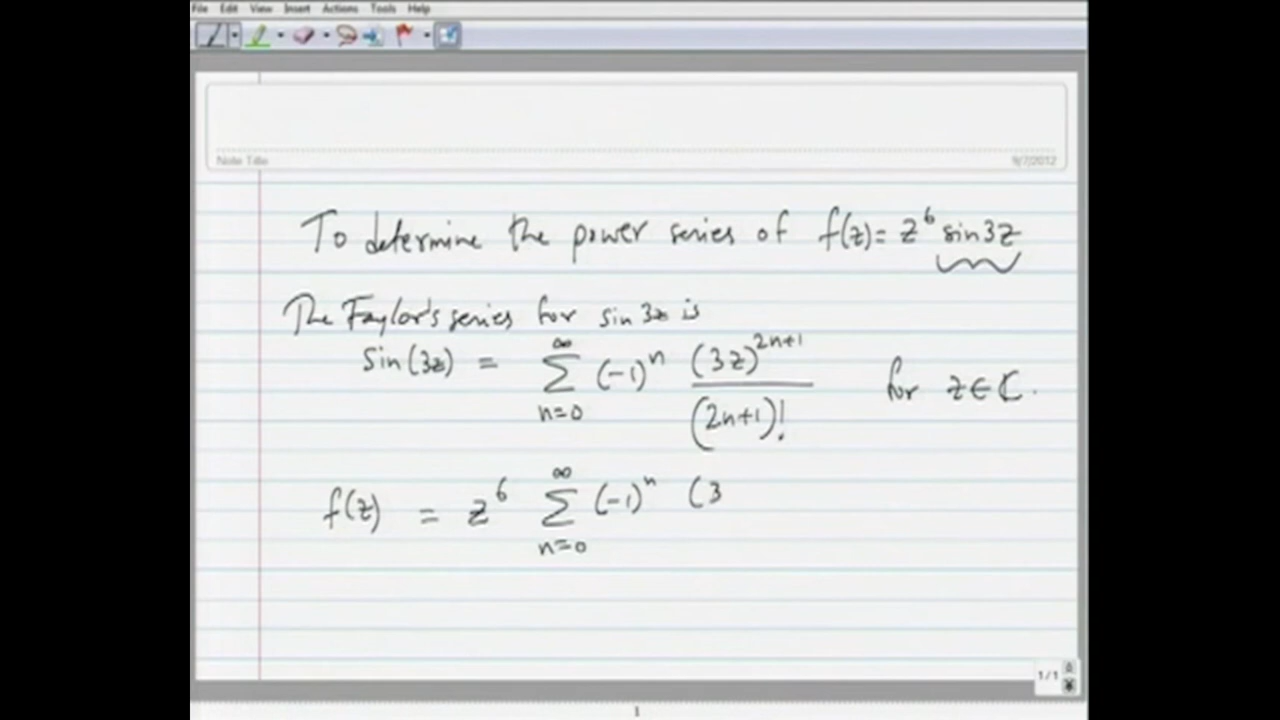 File Edit View Insert Actions Tools Help
Note Title 9/7/2012
To determine the power series of f(z) = z^6 sin3z
The Taylor's series for sin 3z is
Sin(3z) = ∑_{n=0}^{∞} (-1)^n (3z)^{2n+1} / (2n+1)! for z ∈ ℂ.
f(z) = z^6 ∑_{n=0}^{∞} (-1)^n (3
1/1
1